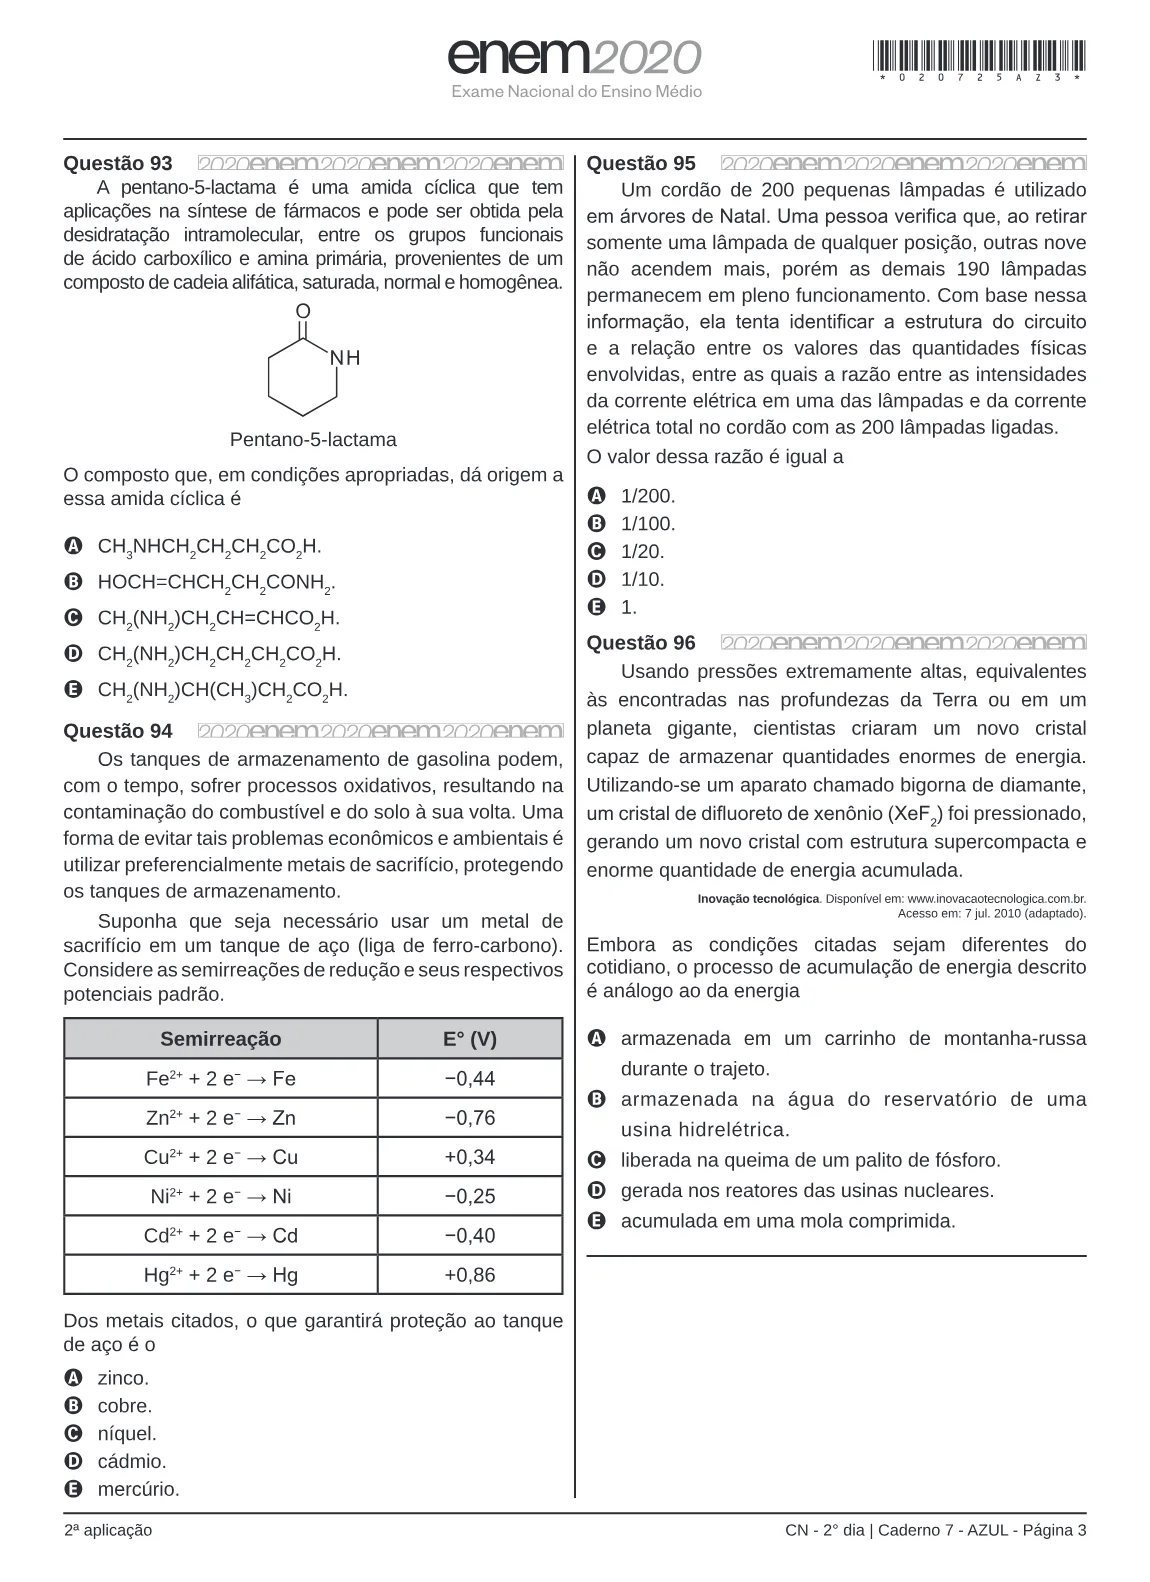 enem2020
Exame Nacional do Ensino Médio
*020725AZ3*
Questão 93 2020enem2020enem2020enem
A pentano-5-lactama é uma amida cíclica que tem
aplicações na síntese de fármacos e pode ser obtida pela
desidratação intramolecular, entre os grupos funcionais
de ácido carboxílico e amina primária, provenientes de um
composto de cadeia alifática, saturada, normal e homogênea.
O
NH
Pentano-5-lactama
O composto que, em condições apropriadas, dá origem a
essa amida cíclica é
A CH₃NHCH₂CH₂CH₂CO₂H.
B HOCH=CHCH₂CH₂CONH₂.
C CH₂(NH₂)CH₂CH=CHCO₂H.
D CH₂(NH₂)CH₂CH₂CH₂CO₂H.
E CH₂(NH₂)CH(CH₃)CH₂CO₂H.
Questão 94 2020enem2020enem2020enem
Os tanques de armazenamento de gasolina podem,
com o tempo, sofrer processos oxidativos, resultando na
contaminação do combustível e do solo à sua volta. Uma
forma de evitar tais problemas econômicos e ambientais é
utilizar preferencialmente metais de sacrifício, protegendo
os tanques de armazenamento.
Suponha que seja necessário usar um metal de
sacrifício em um tanque de aço (liga de ferro-carbono).
Considere as semirreações de redução e seus respectivos
potenciais padrão.
Semirreação E° (V)
Fe²⁺ + 2 e⁻ → Fe −0,44
Zn²⁺ + 2 e⁻ → Zn −0,76
Cu²⁺ + 2 e⁻ → Cu +0,34
Ni²⁺ + 2 e⁻ → Ni −0,25
Cd²⁺ + 2 e⁻ → Cd −0,40
Hg²⁺ + 2 e⁻ → Hg +0,86
Dos metais citados, o que garantirá proteção ao tanque
de aço é o
A zinco.
B cobre.
C níquel.
D cádmio.
E mercúrio.
Questão 95 2020enem2020enem2020enem
Um cordão de 200 pequenas lâmpadas é utilizado
em árvores de Natal. Uma pessoa verifica que, ao retirar
somente uma lâmpada de qualquer posição, outras nove
não acendem mais, porém as demais 190 lâmpadas
permanecem em pleno funcionamento. Com base nessa
informação, ela tenta identificar a estrutura do circuito
e a relação entre os valores das quantidades físicas
envolvidas, entre as quais a razão entre as intensidades
da corrente elétrica em uma das lâmpadas e da corrente
elétrica total no cordão com as 200 lâmpadas ligadas.
O valor dessa razão é igual a
A 1/200.
B 1/100.
C 1/20.
D 1/10.
E 1.
Questão 96 2020enem2020enem2020enem
Usando pressões extremamente altas, equivalentes
às encontradas nas profundezas da Terra ou em um
planeta gigante, cientistas criaram um novo cristal
capaz de armazenar quantidades enormes de energia.
Utilizando-se um aparato chamado bigorna de diamante,
um cristal de difluoreto de xenônio (XeF₂) foi pressionado,
gerando um novo cristal com estrutura supercompacta e
enorme quantidade de energia acumulada.
Inovação tecnológica. Disponível em: www.inovacaotecnologica.com.br.
Acesso em: 7 jul. 2010 (adaptado).
Embora as condições citadas sejam diferentes do
cotidiano, o processo de acumulação de energia descrito
é análogo ao da energia
A armazenada em um carrinho de montanha-russa
durante o trajeto.
B armazenada na água do reservatório de uma
usina hidrelétrica.
C liberada na queima de um palito de fósforo.
D gerada nos reatores das usinas nucleares.
E acumulada em uma mola comprimida.
2ª aplicação
CN - 2° dia | Caderno 7 - AZUL - Página 3